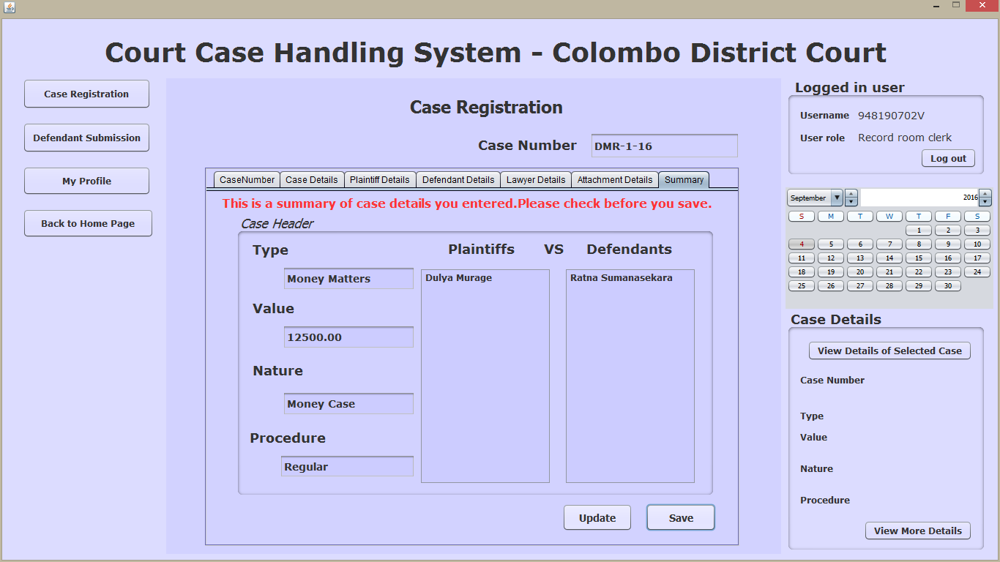 Court Case Handling System - Colombo District Court
Case Registration
Defendant Submission
My Profile
Back to Home Page
Case Registration
Case Number DMR-1-16
CaseNumber Case Details Plaintiff Details Defendant Details Lawyer Details Attachment Details Summary
This is a summary of case details you entered.Please check before you save.
Case Header
Type
Money Matters
Value
12500.00
Nature
Money Case
Procedure
Regular
Plaintiffs VS Defendants
Dulya Murage
Ratna Sumanasekara
Update Save
Logged in user
Username 948190702V
User role Record room clerk
Log out
September 2016
S M T W T F S
1 2 3
4 5 6 7 8 9 10
11 12 13 14 15 16 17
18 19 20 21 22 23 24
25 26 27 28 29 30
Case Details
View Details of Selected Case
Case Number
Type
Value
Nature
Procedure
View More Details